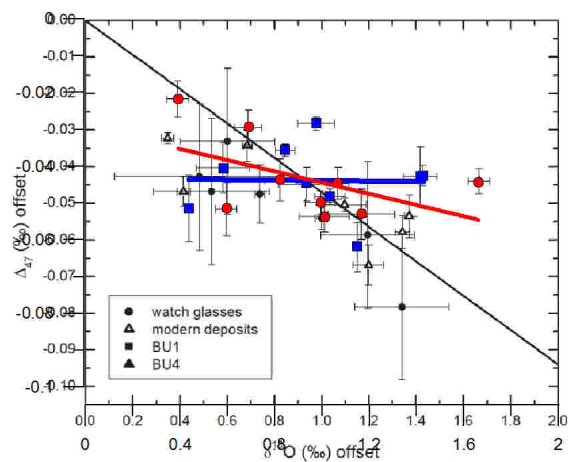 0.00
-0.01
-0.02
-0.03
-0.04
-0.05
-0.06
-0.07
-0.08
-0.09
-0.10
Δ47 (‰) offset
watch glasses
modern deposits
BU1
BU4
0.0 0.2 0.4 0.6 0.8 1.0 1.2 1.4 1.6 1.8 2.0
0 0.4 0.8 1.2 1.6 2
δ18O (‰) offset